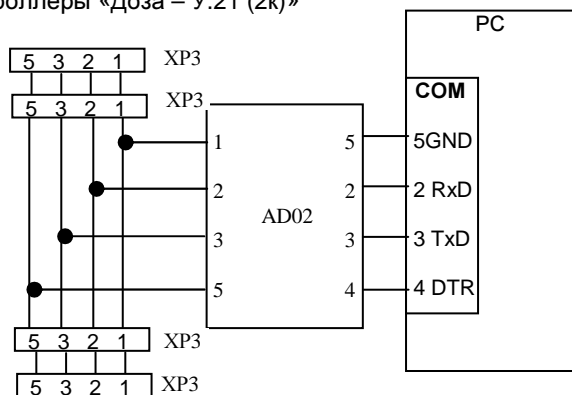 «Доза – У.21 (2к)»
PC
5 3 2 1 XP3
5 3 2 1 XP3
COM
1 5 5GND
2 2 2 RxD
AD02
3 3 3 TxD
5 4 4 DTR
5 3 2 1 XP3
5 3 2 1 XP3